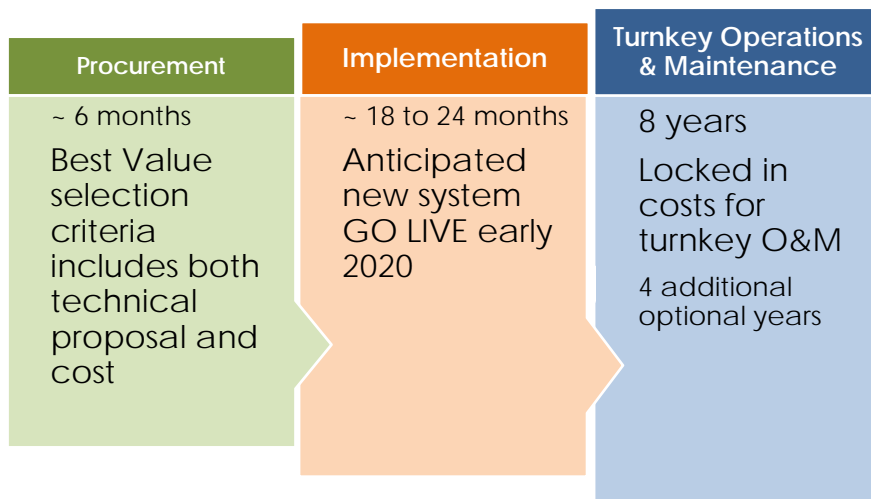 Procurement
~ 6 months
Best Value
selection
criteria
includes both
technical
proposal and
cost
Implementation
~ 18 to 24 months
Anticipated
new system
GO LIVE early
2020
Turnkey Operations
& Maintenance
8 years
Locked in
costs for
turnkey O&M
4 additional
optional years